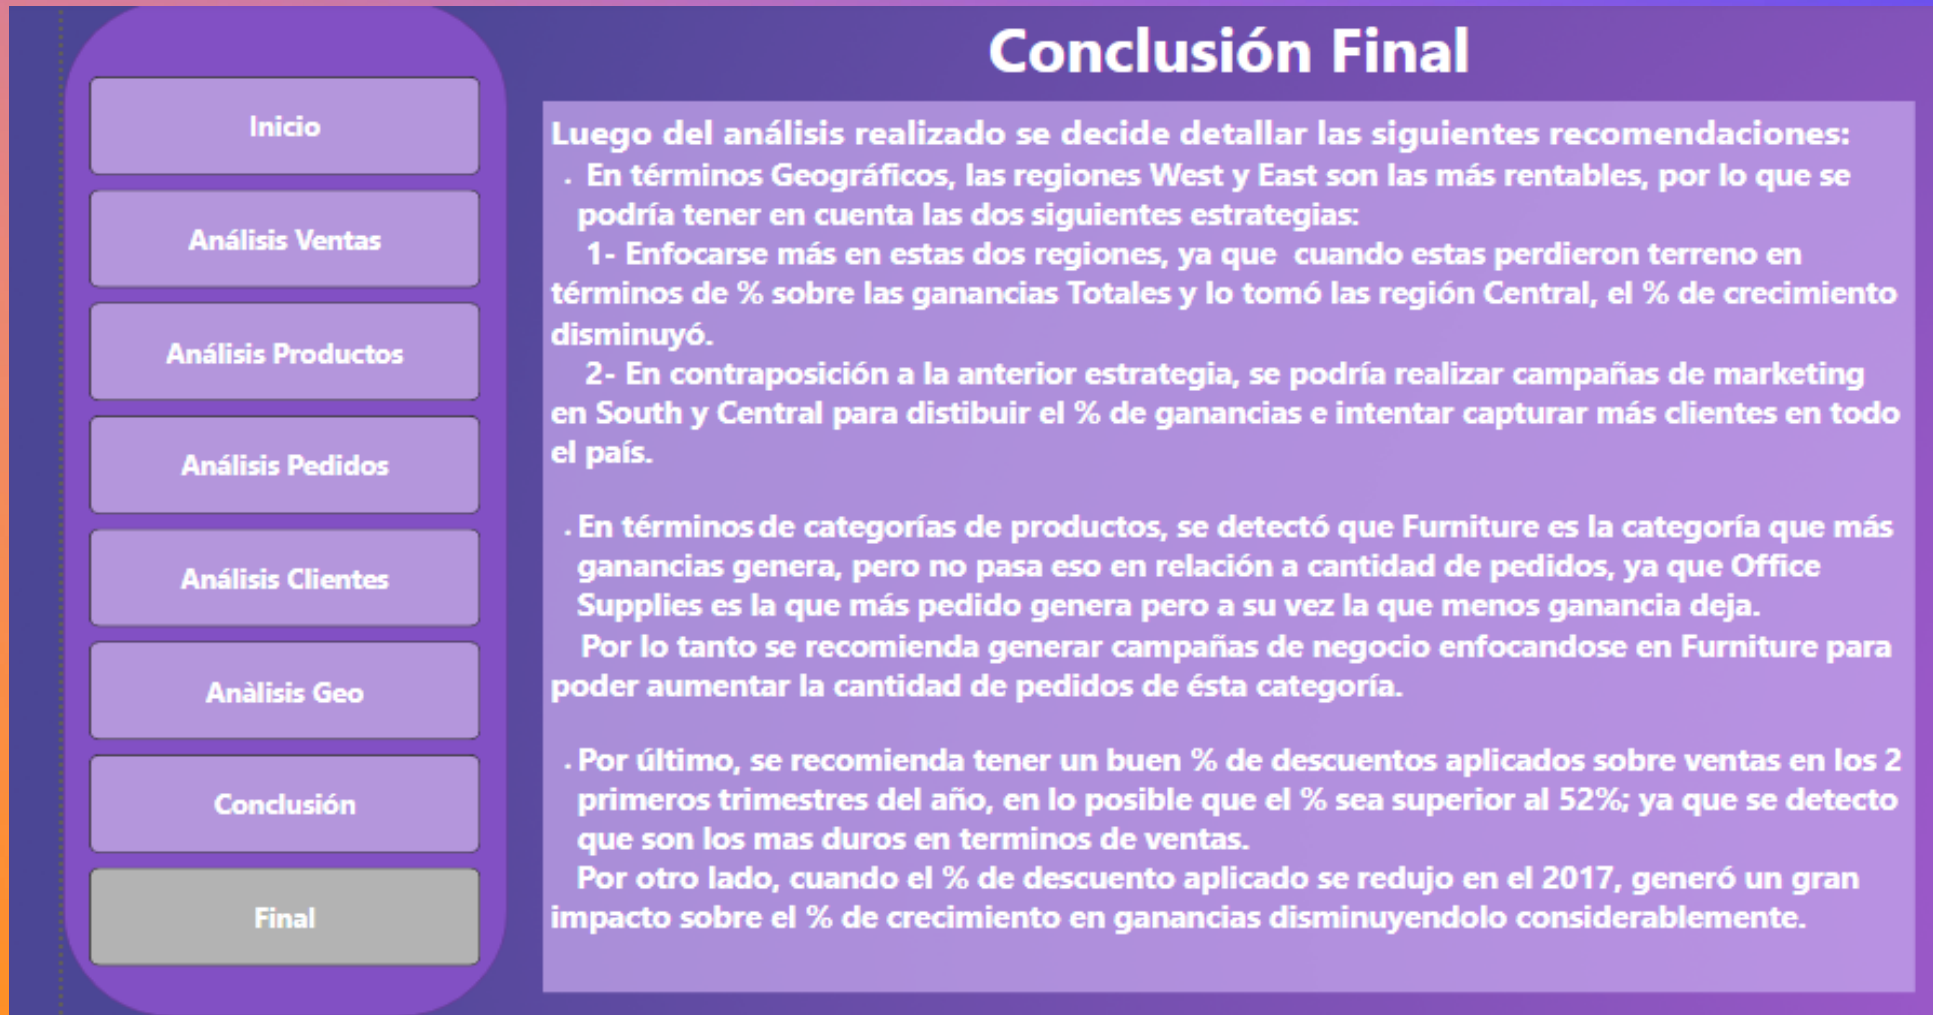 Inicio
Análisis Ventas
Análisis Productos
Análisis Pedidos
Análisis Clientes
Anàlisis Geo
Conclusión
Final
Conclusión Final
Luego del análisis realizado se decide detallar las siguientes recomendaciones:
. En términos Geográficos, las regiones West y East son las más rentables, por lo que se
podría tener en cuenta las dos siguientes estrategias:
1- Enfocarse más en estas dos regiones, ya que cuando estas perdieron terreno en
términos de % sobre las ganancias Totales y lo tomó las región Central, el % de crecimiento
disminuyó.
2- En contraposición a la anterior estrategia, se podría realizar campañas de marketing
en South y Central para distibuir el % de ganancias e intentar capturar más clientes en todo
el país.
. En términos de categorías de productos, se detectó que Furniture es la categoría que más
ganancias genera, pero no pasa eso en relación a cantidad de pedidos, ya que Office
Supplies es la que más pedido genera pero a su vez la que menos ganancia deja.
Por lo tanto se recomienda generar campañas de negocio enfocandose en Furniture para
poder aumentar la cantidad de pedidos de ésta categoría.
. Por último, se recomienda tener un buen % de descuentos aplicados sobre ventas en los 2
primeros trimestres del año, en lo posible que el % sea superior al 52%; ya que se detecto
que son los mas duros en terminos de ventas.
Por otro lado, cuando el % de descuento aplicado se redujo en el 2017, generó un gran
impacto sobre el % de crecimiento en ganancias disminuyendolo considerablemente.